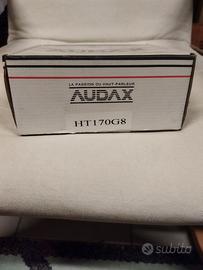 LA PASSION DU HAUT-PARLEUR
AUDAX
HT170G8
subito